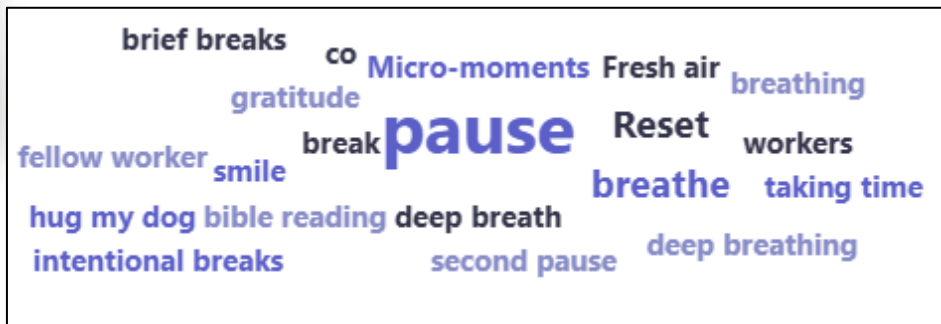 brief breaks
co
Micro-moments
Fresh air
breathing
gratitude
pause
Reset
break
workers
fellow worker
smile
breathe
taking time
hug my dog
bible reading
deep breath
intentional breaks
second pause
deep breathing